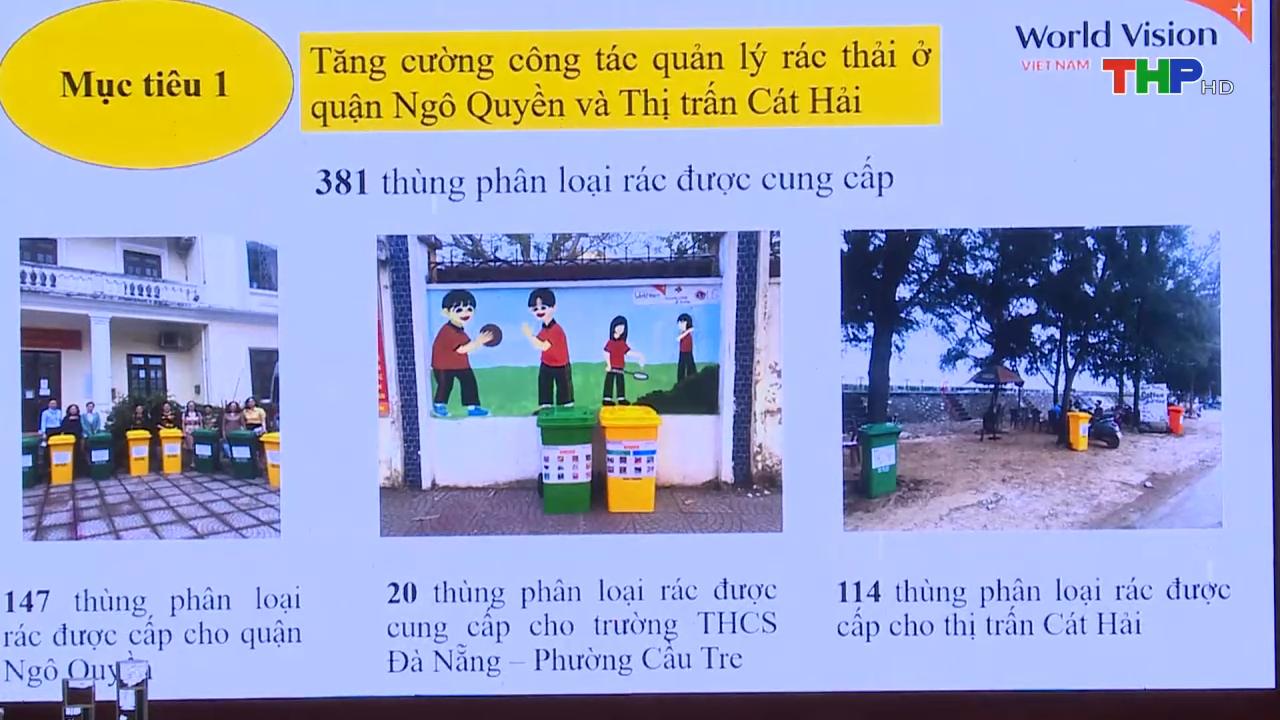 Mục tiêu 1
Tăng cường công tác quản lý rác thải ở
quận Ngô Quyền và Thị trấn Cát Hải
World Vision
VIET NAM
THPHD
381 thùng phân loại rác được cung cấp
147 thùng phân loại
rác được cấp cho quận
Ngô Quyền
20 thùng phân loại rác được
cung cấp cho trường THCS
Đà Nẵng – Phường Cầu Tre
114 thùng phân loại rác được
cấp cho thị trấn Cát Hải